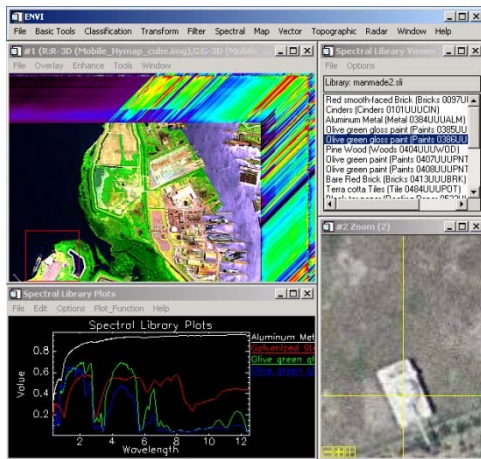 ENVI
File Basic Tools Classification Transform Filter Spectral Map Vector Topographic Radar Window Help
#1 (R:R-3D (Mobile_Hymap_cube.img),G:G-3D (Mobile_
File Overlay Enhance Tools Window
Spectral Library Viewer
File Options
Library: manmade2.sli
Red smooth-faced Brick (Bricks 0097U
Cinders (Cinders 0101UUUCIN)
Aluminum Metal (Metal 0384UUUALM)
Olive green gloss paint (Paints 0385UU
Olive green gloss paint (Paints 0386UU
Pine Wood (Woods 0404UUUWOD)
Olive green paint (Paints 0407UUUPNT
Olive green paint (Paints 0408UUUPNT
Bare Red Brick (Bricks 0413UUUBRK)
Terra cotta Tiles (Tile 0484UUUPOT)
#2 Zoom (2)
Spectral Library Plots
File Edit Options Plot_Function Help
Spectral Library Plots
Aluminum Met
Galvanized St
Olive green gl
Olive green g
Value
0.8
0.6
0.4
0.2
2 4 6 8 10 12
Wavelength